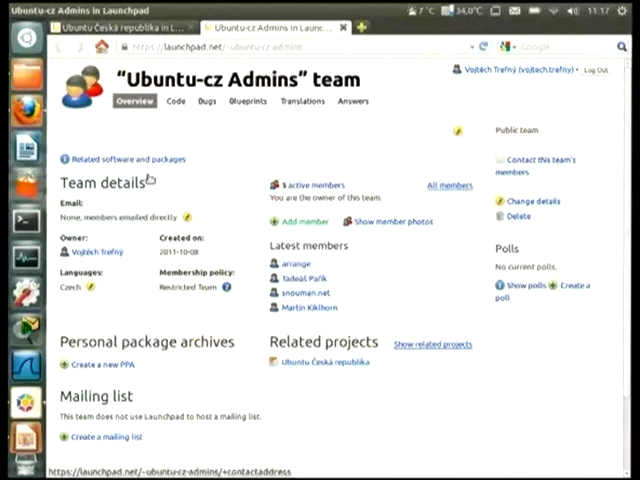 Ubuntu-cz Admins in Launchpad
7 °C
34,0°C
11:17
Ubuntu Česká republika in L...
Ubuntu-cz Admins in Launc...
https://launchpad.net/~ubuntu-cz-admins
Google
"Ubuntu-cz Admins" team
Vojtěch Trefný (vojtech.trefny) • Log Out
Overview Code Bugs Blueprints Translations Answers
Public team
Related software and packages
Contact this team's
members
Team details
5 active members
All members
You are the owner of this team.
Email:
None, members emailed directly
Add member
Show member photos
Change details
Delete
Owner:
Vojtěch Trefný
Created on:
2011-10-08
Languages:
Czech
Membership policy:
Restricted Team
Latest members
arrange
Tadeáš Pařík
snouman.net
Martin Kiklhorn
Polls
No current polls.
Show polls Create a
poll
Personal package archives
Create a new PPA
Related projects
Show related projects
Ubuntu Česká republika
Mailing list
This team does not use Launchpad to host a mailing list.
Create a mailing list
https://launchpad.net/~ubuntu-cz-admins/+contactaddress